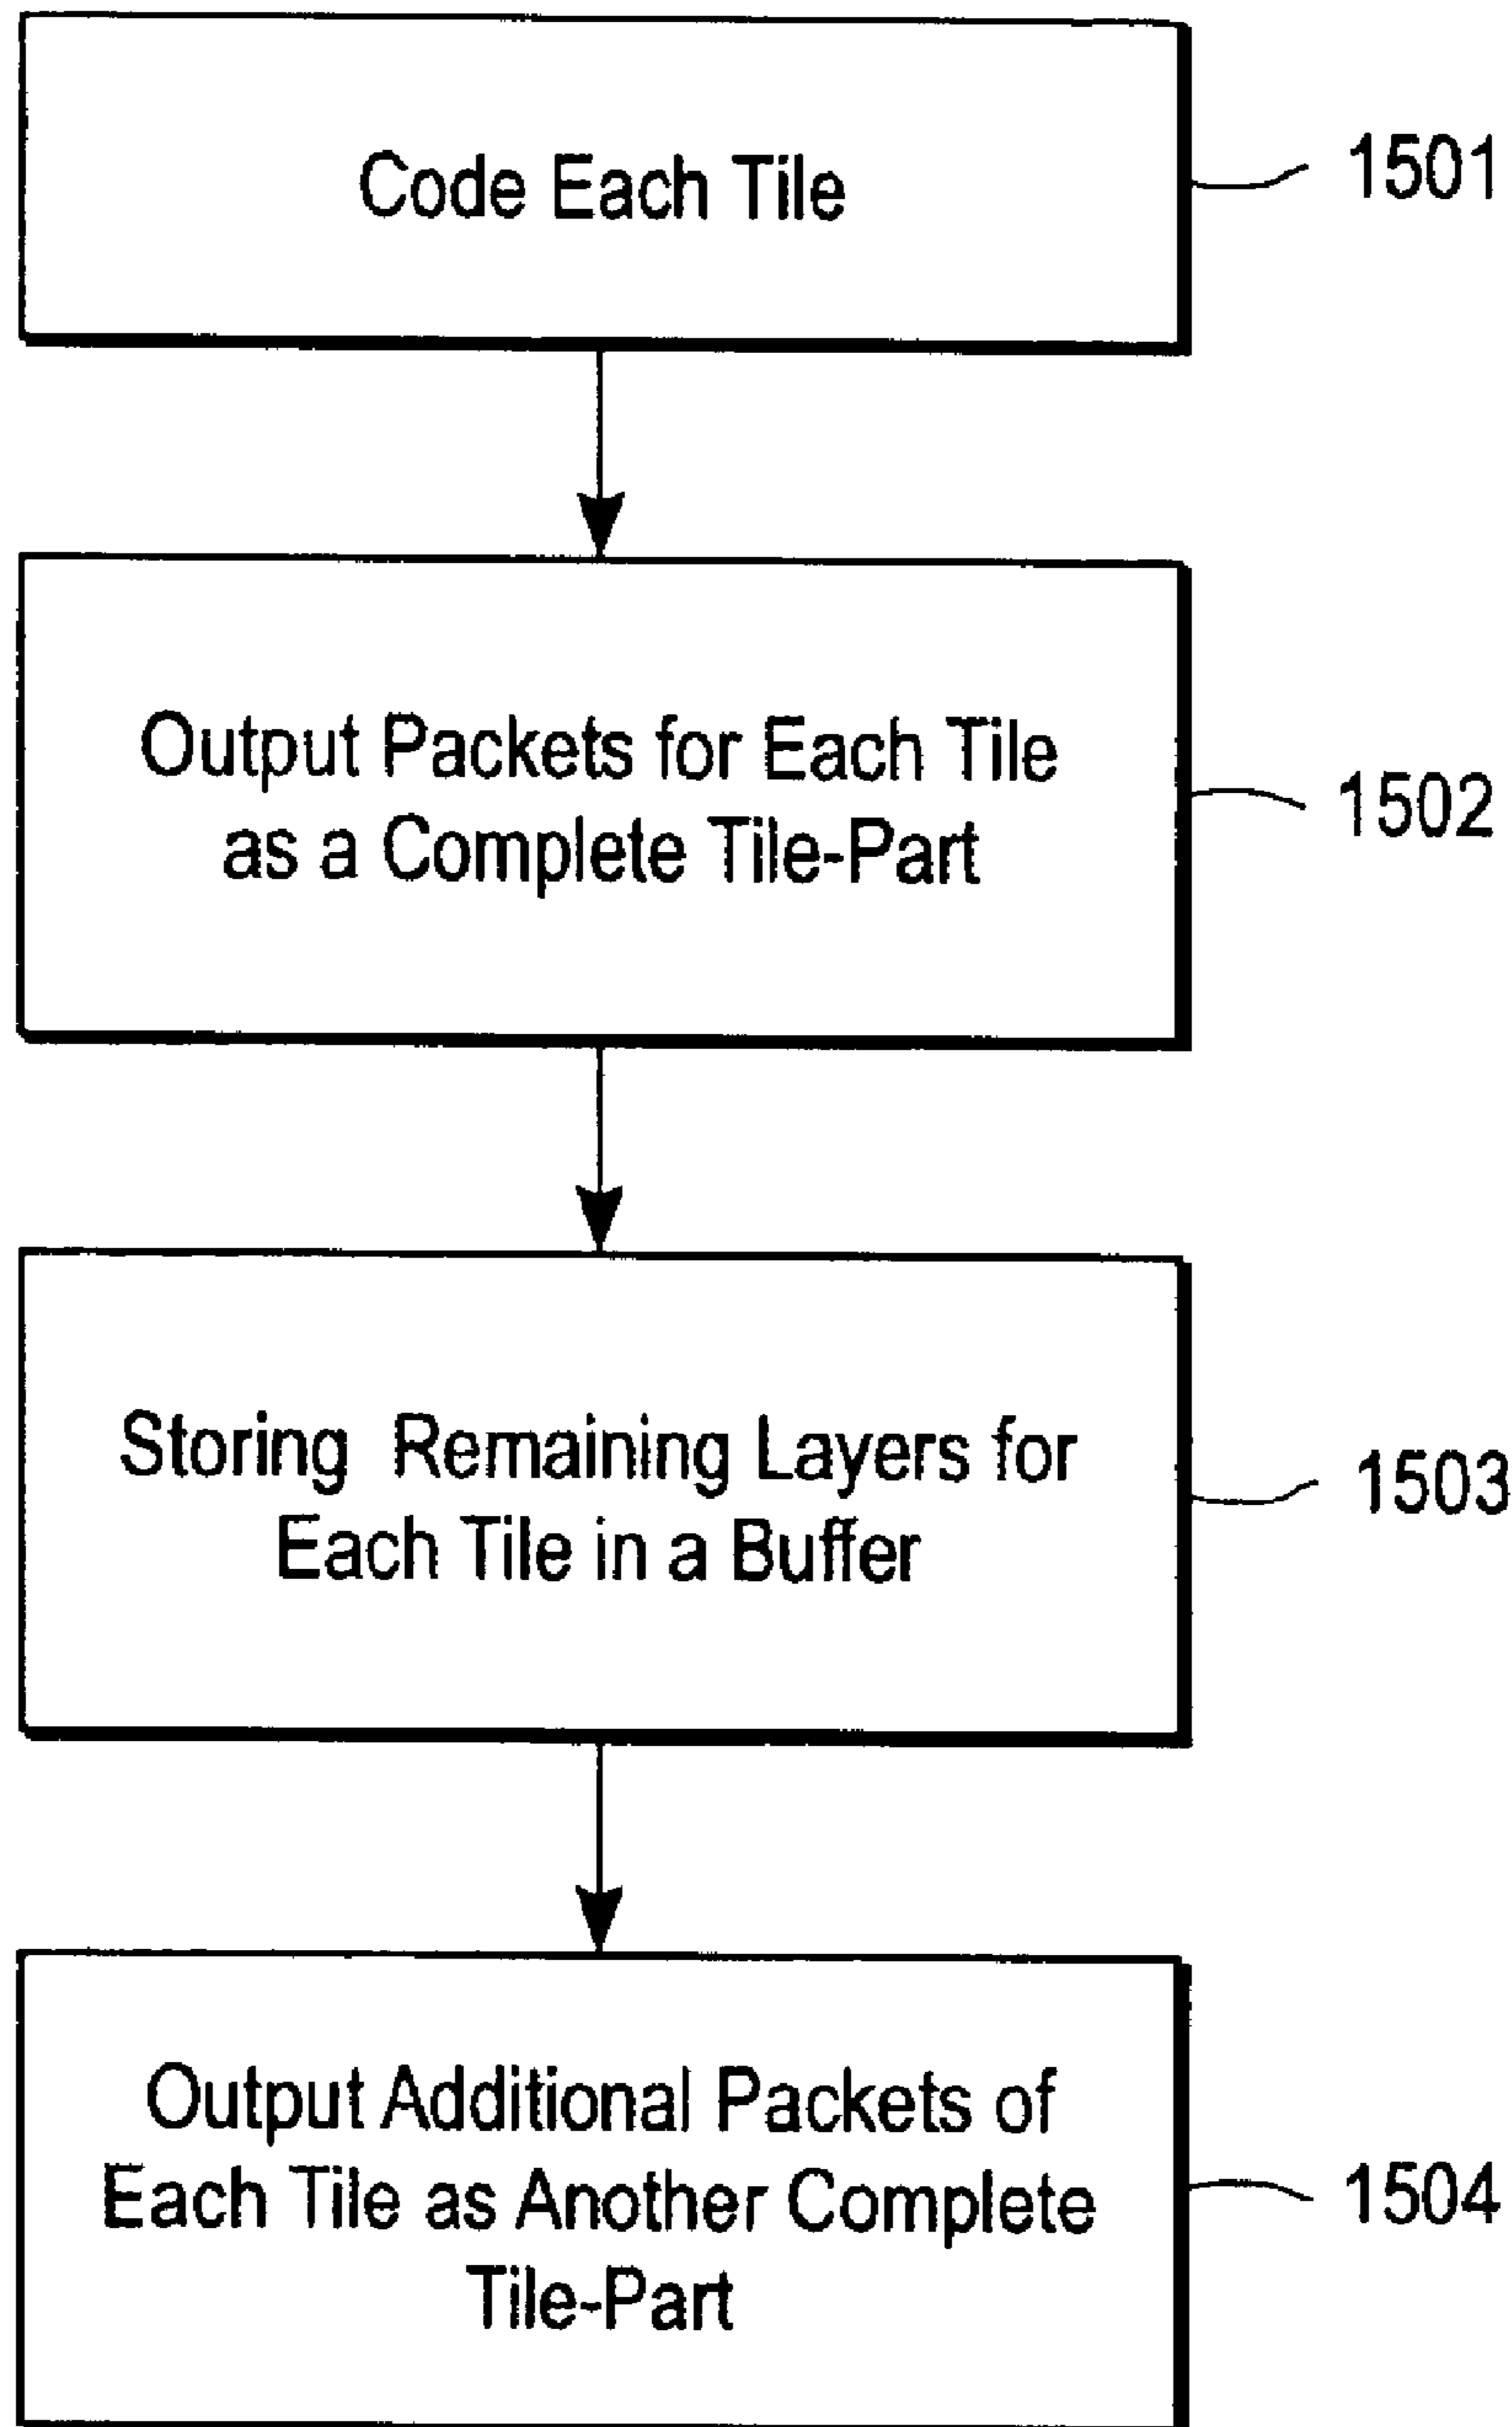 Code Each Tile
1501
Output Packets for Each Tile
as a Complete Tile-Part
1502
Storing Remaining Layers for
Each Tile in a Buffer
1503
Output Additional Packets of
Each Tile as Another Complete
Tile-Part
1504